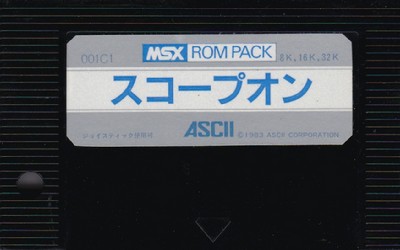 001C1 MSX ROM PACK 8K,16K,32K
スコープオン
ジョイスティック使用可 ASCII ©1983 ASCII CORPORATION